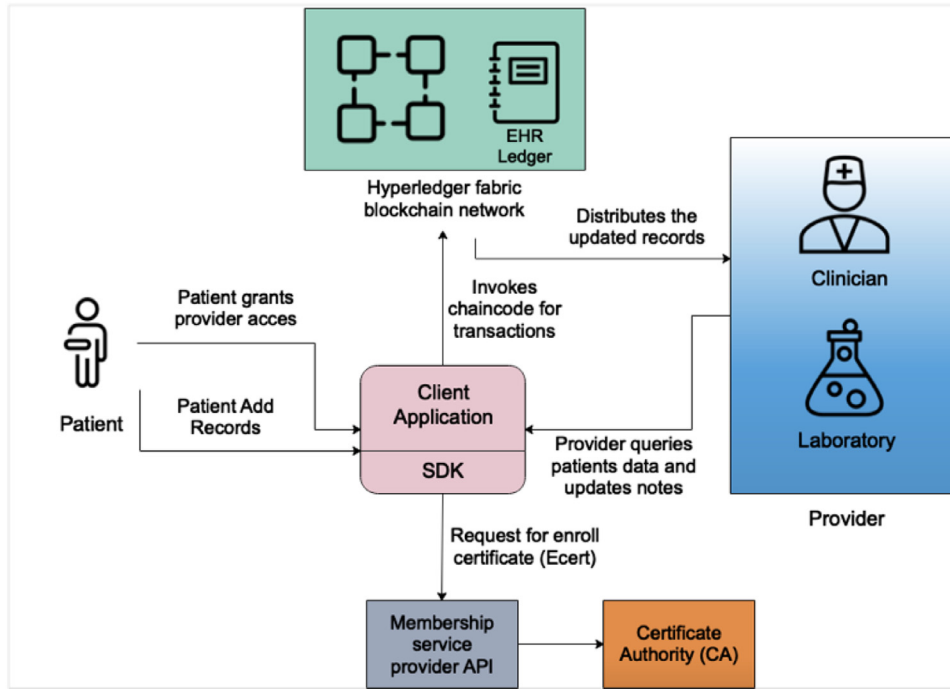 EHR
Ledger
Hyperledger fabric
blockchain network
Distributes the
updated records
Clinician
Invokes
chaincode for
transactions
Patient grants
provider acces
Patient
Patient Add
Records
Client
Application
SDK
Provider queries
patients data and
updates notes
Laboratory
Provider
Request for enroll
certificate (Ecert)
Membership
service
provider API
Certificate
Authority (CA)